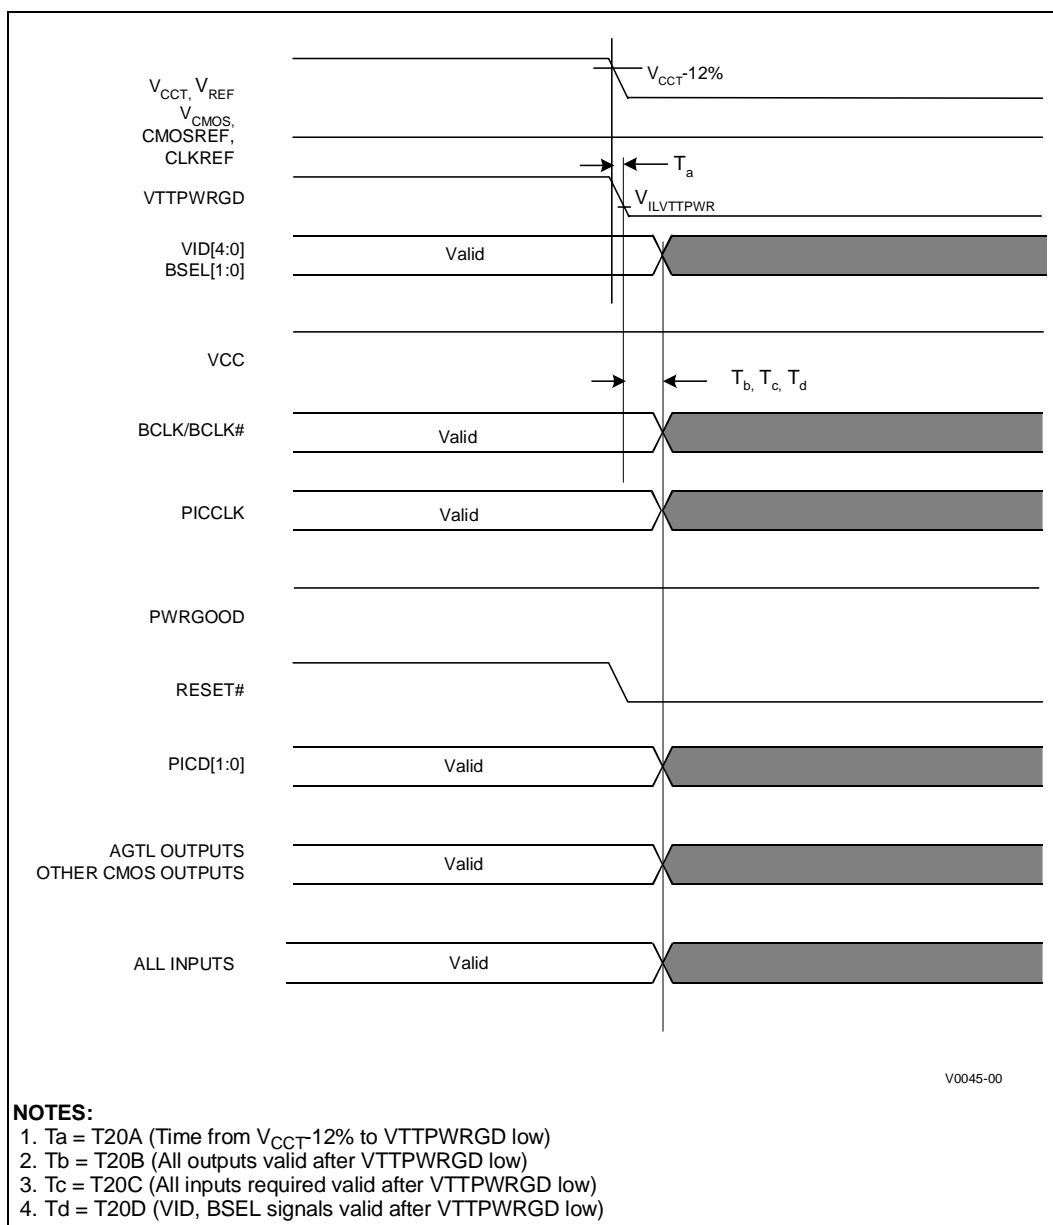 V_CCT-12%
V_CCT, V_REF
V_CMOS,
CMOSREF,
CLKREF
T_a
VTTPWRGD
V_ILVTTPWR
VID[4:0]
BSEL[1:0]
Valid
VCC
T_b, T_c, T_d
BCLK/BCLK#
Valid
PICCLK
Valid
PWRGOOD
RESET#
PICD[1:0]
Valid
AGTL OUTPUTS
OTHER CMOS OUTPUTS
Valid
ALL INPUTS
Valid
V0045-00
NOTES:
1. Ta = T20A (Time from V_CCT-12% to VTTPWRGD low)
2. Tb = T20B (All outputs valid after VTTPWRGD low)
3. Tc = T20C (All inputs required valid after VTTPWRGD low)
4. Td = T20D (VID, BSEL signals valid after VTTPWRGD low)